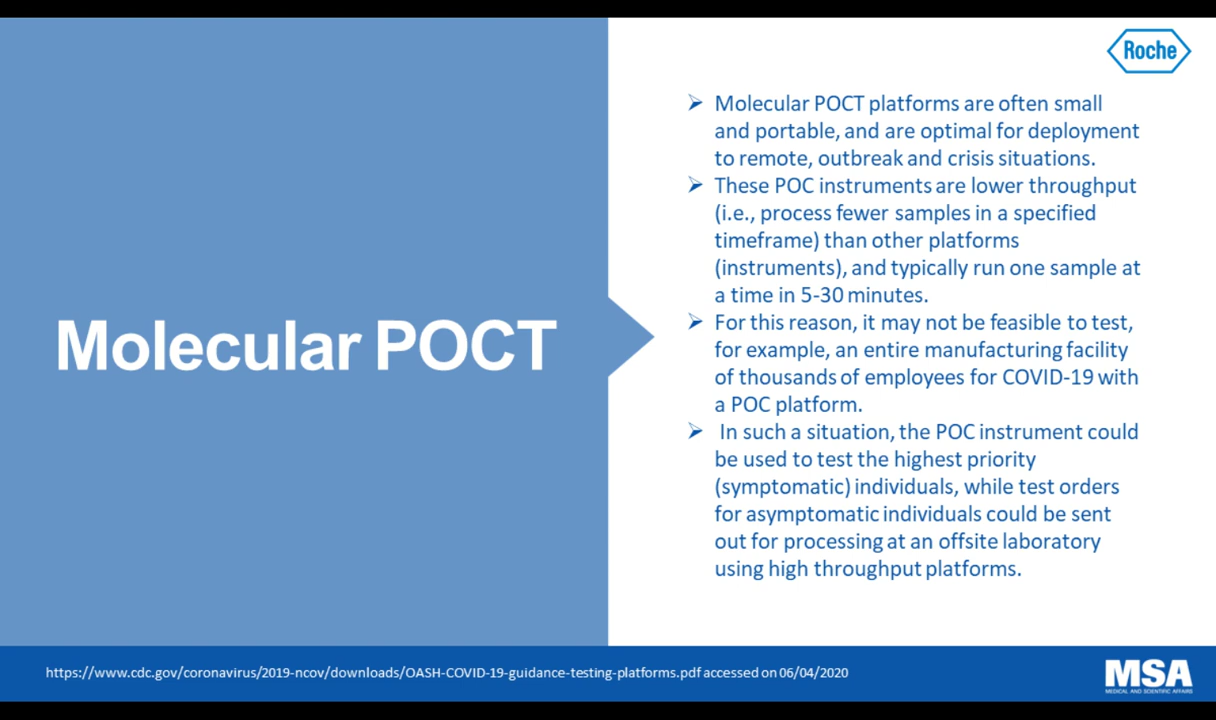 Roche
Molecular POCT
➢ Molecular POCT platforms are often small
and portable, and are optimal for deployment
to remote, outbreak and crisis situations.
➢ These POC instruments are lower throughput
(i.e., process fewer samples in a specified
timeframe) than other platforms
(instruments), and typically run one sample at
a time in 5-30 minutes.
➢ For this reason, it may not be feasible to test,
for example, an entire manufacturing facility
of thousands of employees for COVID-19 with
a POC platform.
➢ In such a situation, the POC instrument could
be used to test the highest priority
(symptomatic) individuals, while test orders
for asymptomatic individuals could be sent
out for processing at an offsite laboratory
using high throughput platforms.
https://www.cdc.gov/coronavirus/2019-ncov/downloads/OASH-COVID-19-guidance-testing-platforms.pdf accessed on 06/04/2020
MSA
MEDICAL AND SCIENTIFIC AFFAIRS